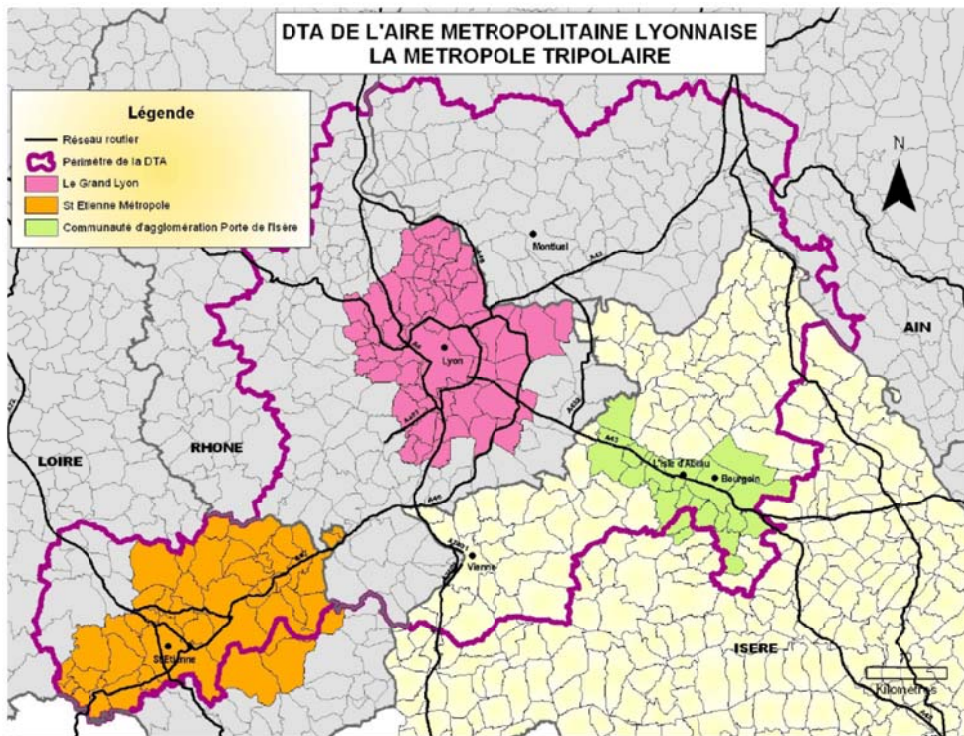 DTA DE L'AIRE METROPOLITAINE LYONNAISE
LA METROPOLE TRIPOLAIRE
Légende
Réseau routier
Périmètre de la DTA
Le Grand Lyon
St Etienne Métropole
Communauté d'agglomération Porte de l'Isère
N
Montluel
A42
AIN
Lyon
A6
A432
LOIRE
RHONE
A43
L'Isle d'Abeau
Bourgoin
Vienne
St Etienne
ISERE
Kilomètres